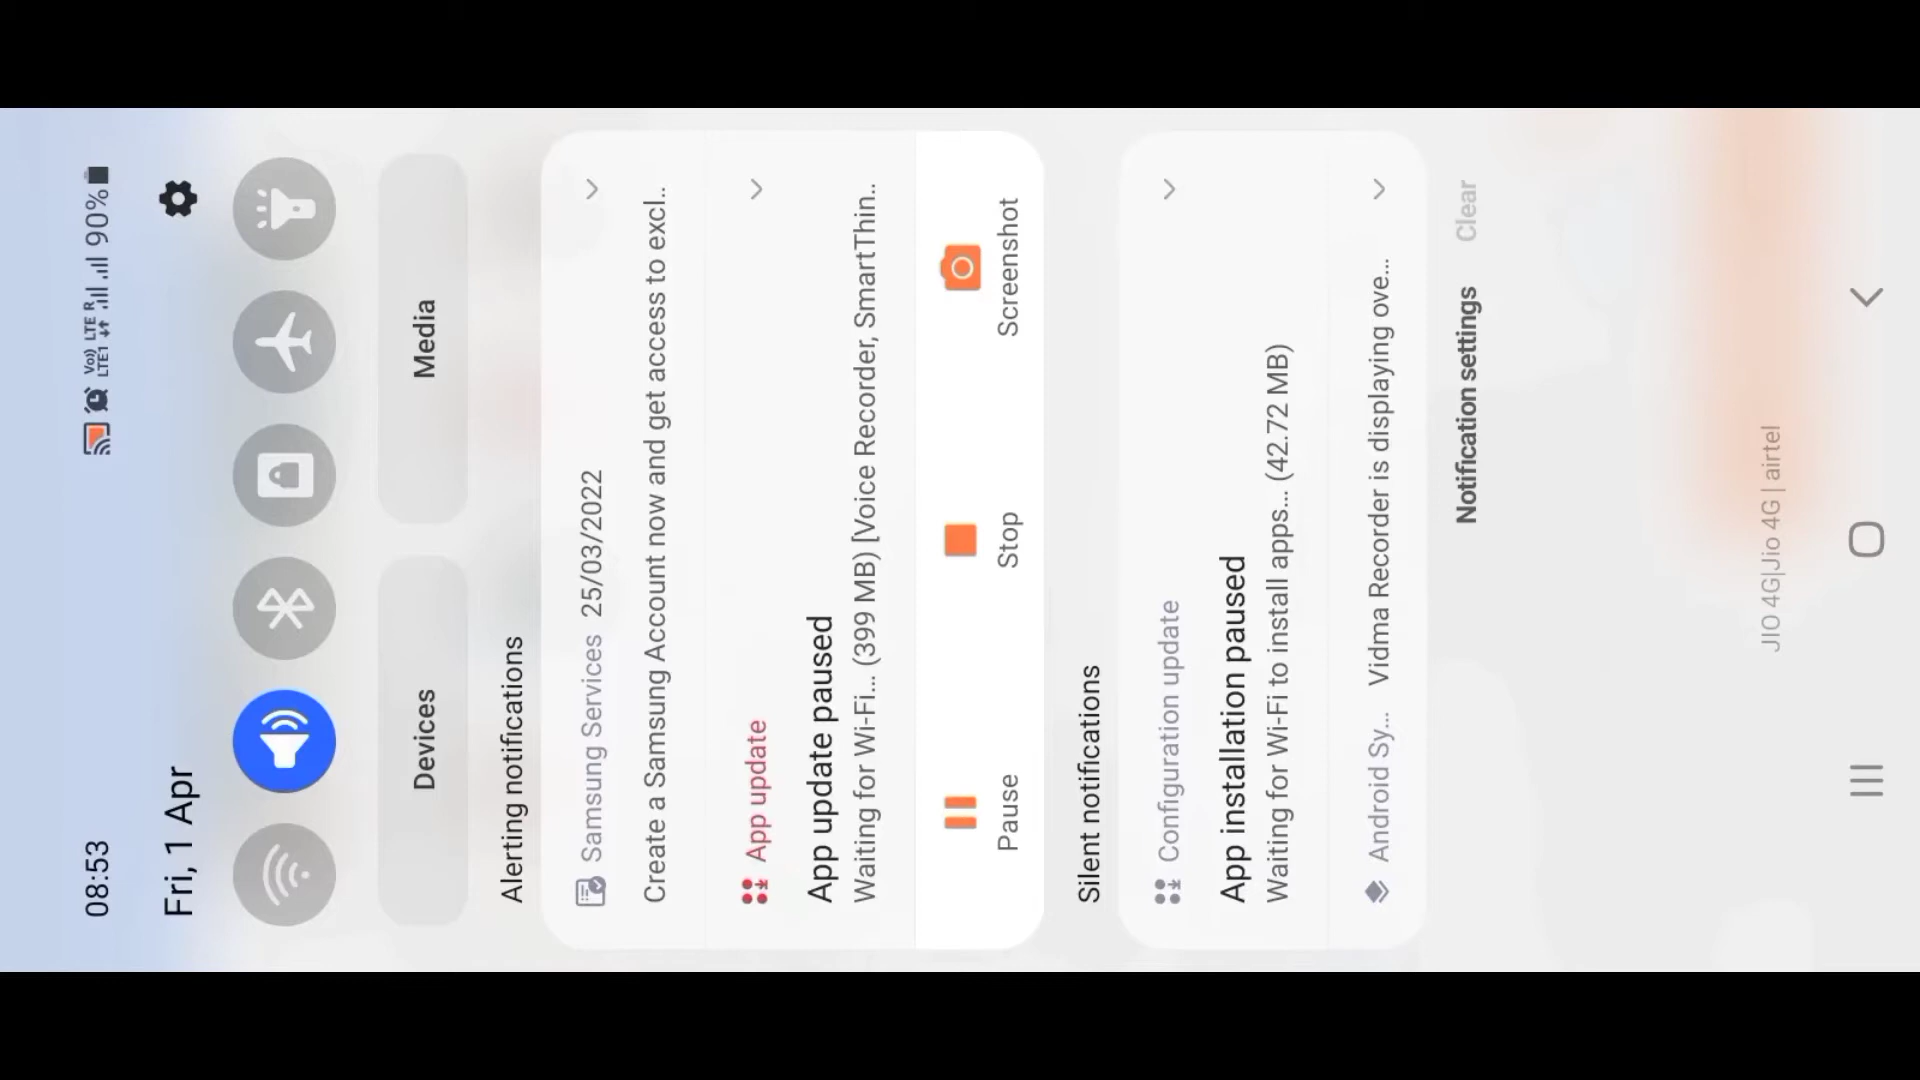 08:53
Vo)) LTE R
LTE1
90%
Fri, 1 Apr
Devices
Media
Alerting notifications
Samsung Services 25/03/2022
Create a Samsung Account now and get access to excl..
App update
App update paused
Waiting for Wi-Fi... (399 MB) [Voice Recorder, SmartThin..
Pause
Stop
Screenshot
Silent notifications
Configuration update
App installation paused
Waiting for Wi-Fi to install apps... (42.72 MB)
Android Sy... Vidma Recorder is displaying ove...
Notification settings
Clear
JIO 4G|Jio 4G | airtel